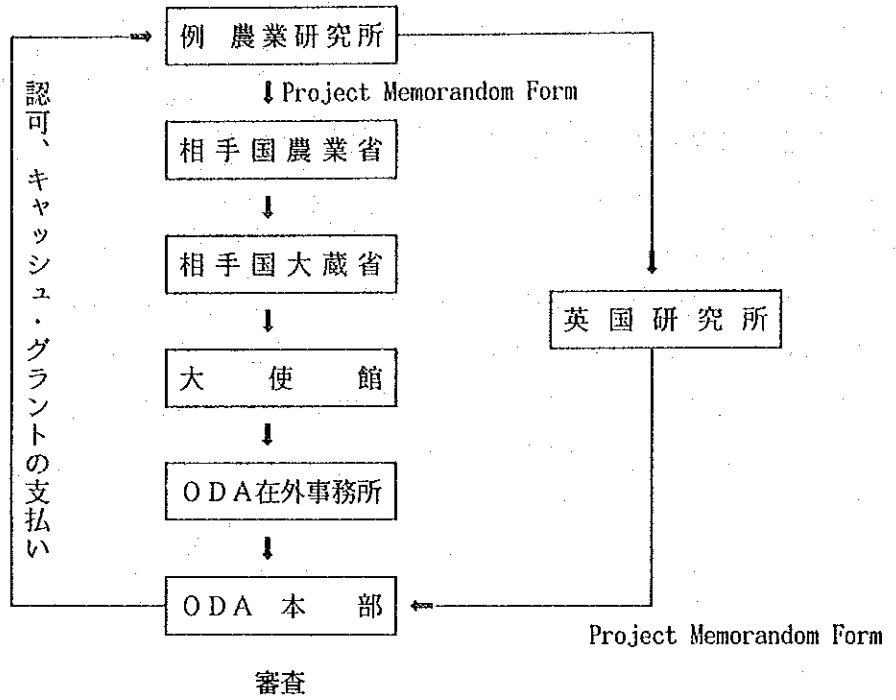 例 農業研究所
Project Memorandom Form
相手国農業省
相手国大蔵省
英国研究所
大使館
ODA在外事務所
ODA本部
Project Memorandom Form
審査
認可、キャッシュ・グラントの支払い